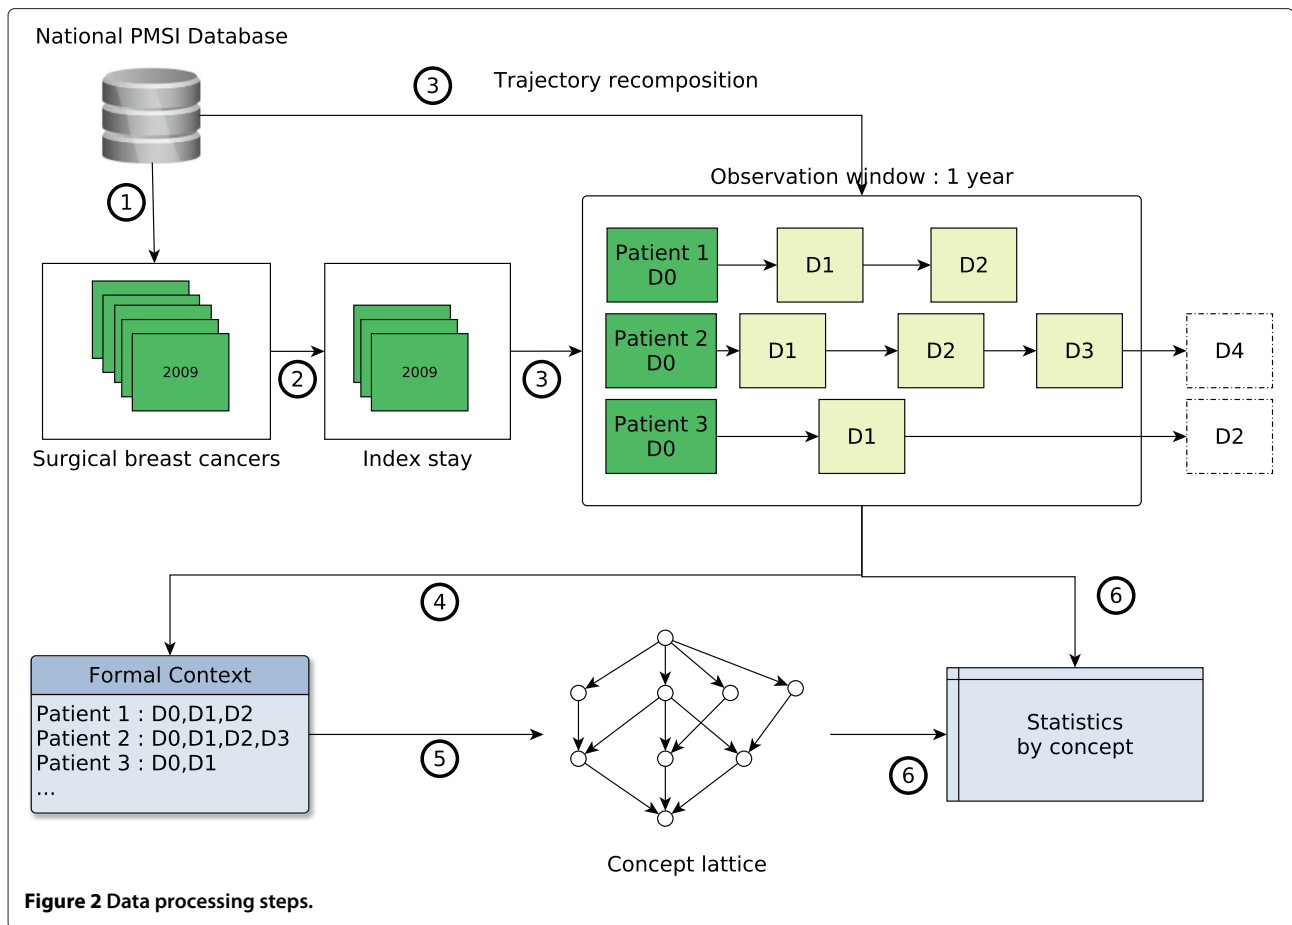 National PMSI Database
3
Trajectory recomposition
1
Observation window : 1 year
Patient 1
D0
D1
D2
Patient 2
D0
D1
D2
D3
D4
Patient 3
D0
D1
D2
2009
2
2009
3
Surgical breast cancers
Index stay
4
6
Formal Context
Patient 1 : D0,D1,D2
Patient 2 : D0,D1,D2,D3
Patient 3 : D0,D1
...
5
Statistics
by concept
6
Concept lattice
Figure 2 Data processing steps.